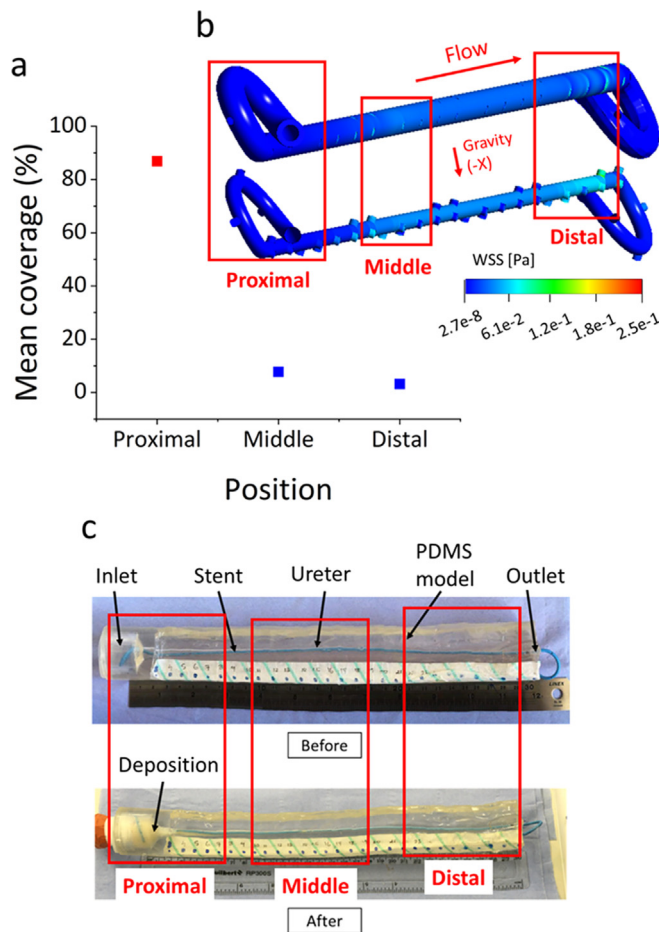 a
b
Flow
Gravity
(-X)
Proximal
Middle
Distal
WSS [Pa]
2.7e-8
6.1e-2
1.2e-1
1.8e-1
2.5e-1
Mean coverage (%)
100
80
60
40
20
0
Proximal
Middle
Distal
Position
c
Inlet
Stent
Ureter
PDMS
model
Outlet
Before
Deposition
Proximal
Middle
Distal
After